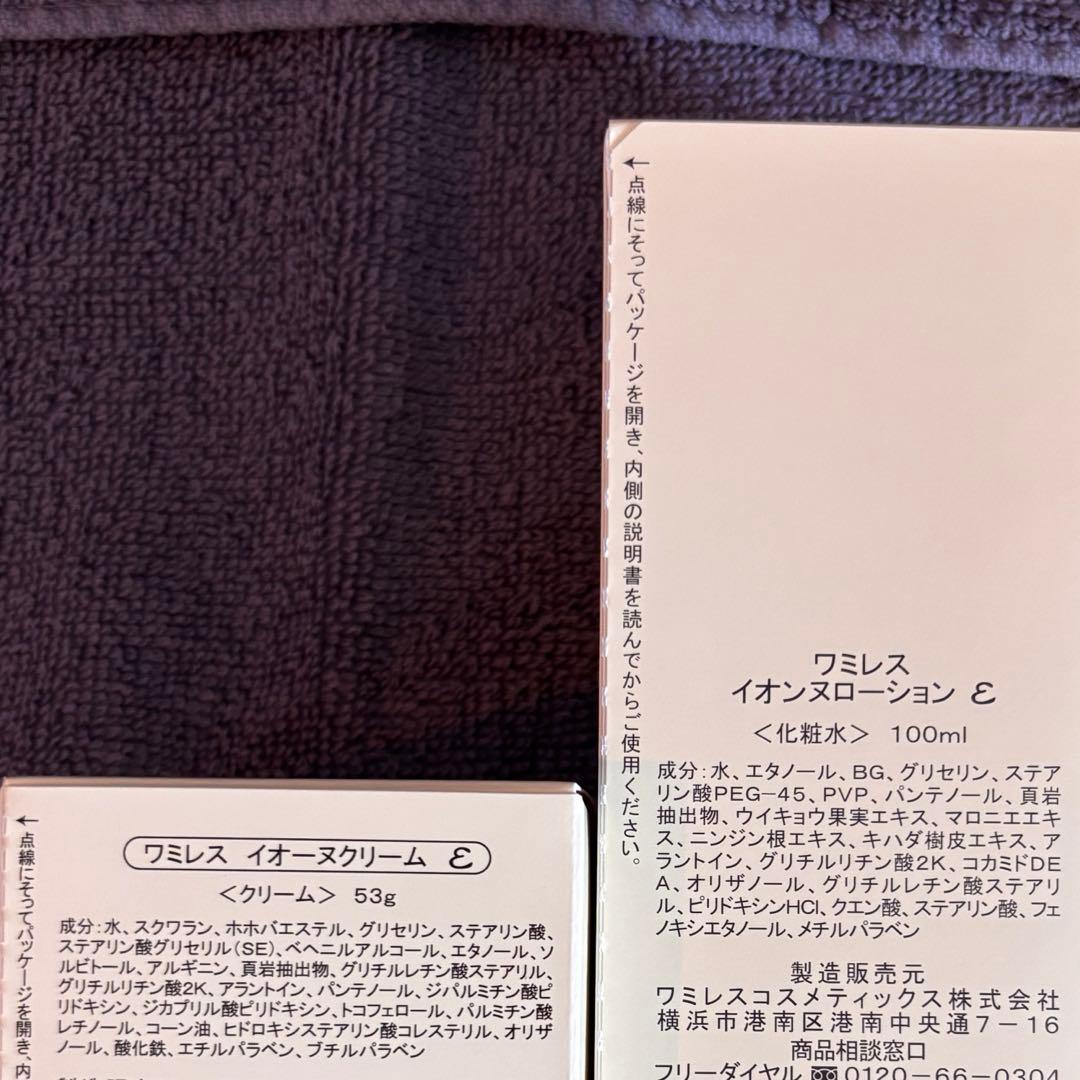 ←点線にそってパッケージを開き、内側の説明書を読んでからご使用ください。
ワミレス
イオンヌローション ε
＜化粧水＞ 100ml
成分:水、エタノール、BG、グリセリン、ステア
リン酸PEG-45、PVP、パンテノール、頁岩
抽出物、ウイキョウ果実エキス、マロニエエキ
ス、ニンジン根エキス、キハダ樹皮エキス、ア
ラントイン、グリチルリチン酸2K、コカミドDE
A、オリザノール、グリチルレチン酸ステアリ
ル、ピリドキシンHCl、クエン酸、ステアリン酸、フェ
ノキシエタノール、メチルパラベン
製造販売元
ワミレスコスメティックス株式会社
横浜市港南区港南中央通7-16
商品相談窓口
フリーダイヤル 0120-66-0304
←点線にそってパッケージを開き、内
ワミレス イオーヌクリーム ε
＜クリーム＞ 53g
成分:水、スクワラン、ホホバエステル、グリセリン、ステアリン酸、
ステアリン酸グリセリル(SE)、ベヘニルアルコール、エタノール、ソ
ルビトール、アルギニン、頁岩抽出物、グリチルレチン酸ステアリル、
グリチルリチン酸2K、アラントイン、パンテノール、ジパルミチン酸ピ
リドキシン、ジカプリル酸ピリドキシン、トコフェロール、パルミチン酸
レチノール、コーン油、ヒドロキシステアリン酸コレステリル、オリザ
ノール、酸化鉄、エチルパラベン、ブチルパラベン